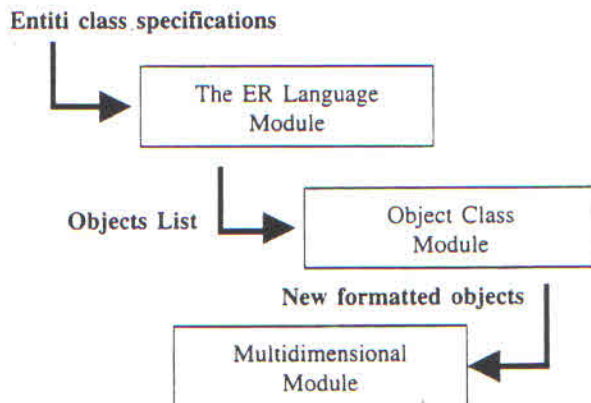 Entiti class specifications
The ER Language
Module
Objects List
Object Class
Module
New formatted objects
Multidimensional
Module